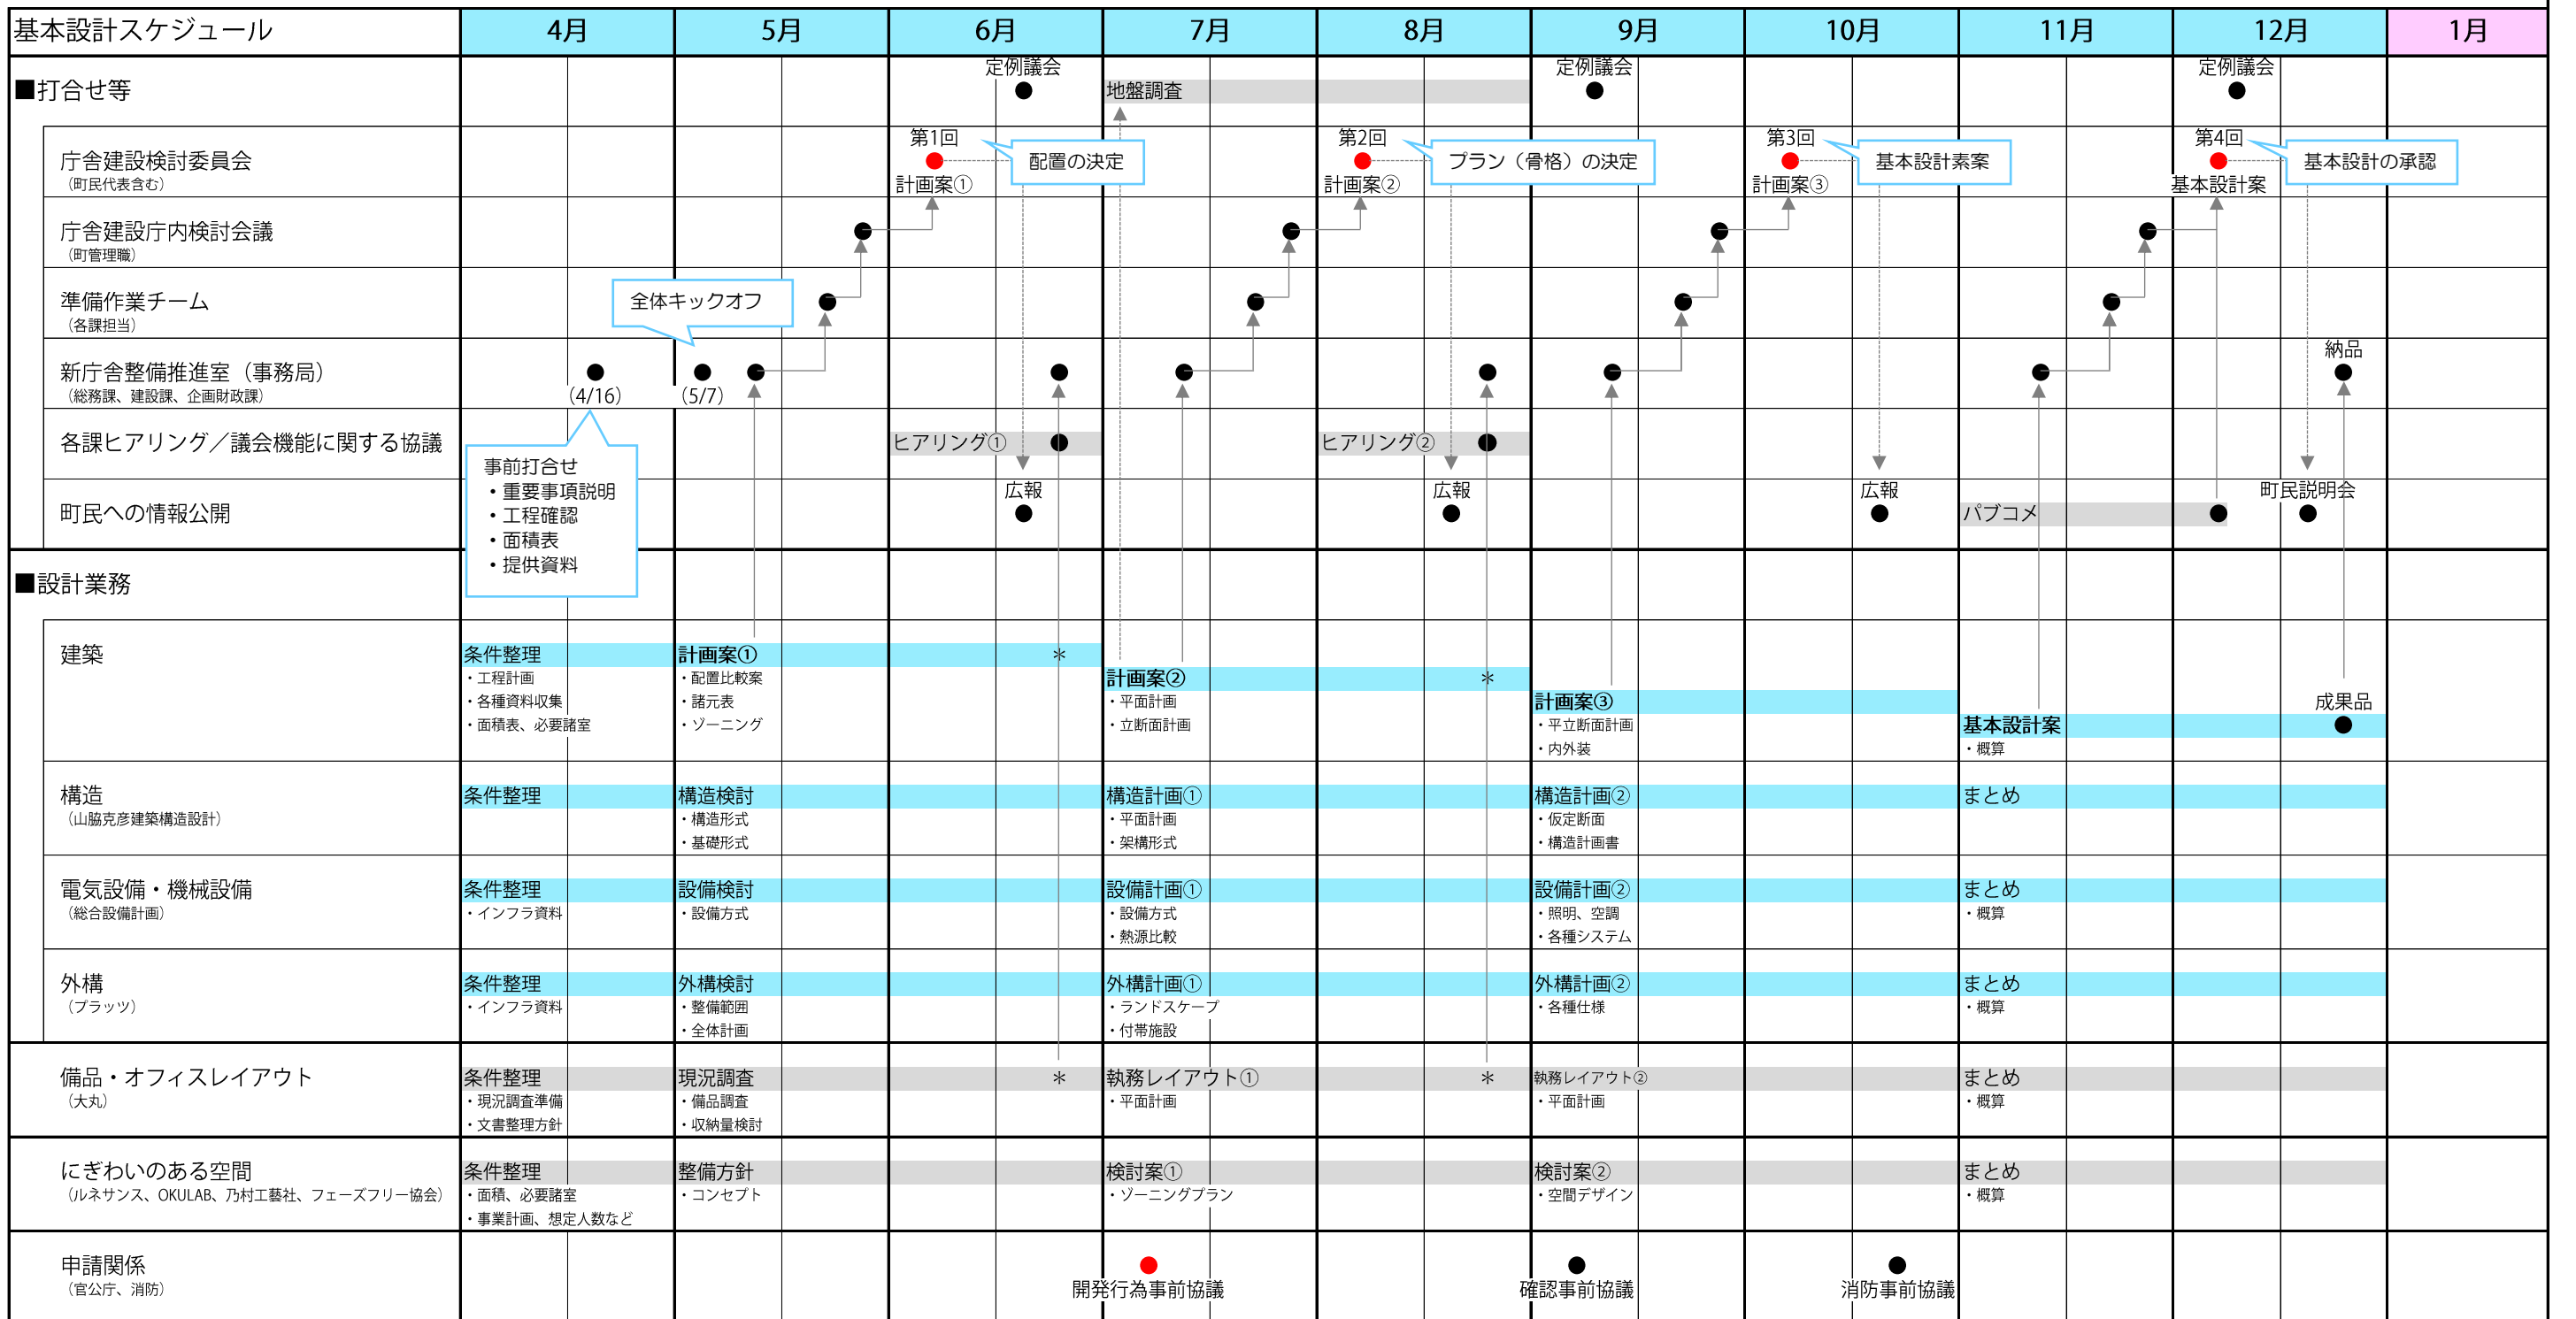 基本設計スケジュール
4月
5月
6月
7月
8月
9月
10月
11月
12月
1月
■打合せ等
定例議会
地盤調査
定例議会
定例議会
庁舎建設検討委員会
（町民代表含む）
第1回
計画案①
配置の決定
第2回
計画案②
プラン（骨格）の決定
第3回
計画案③
基本設計素案
第4回
基本設計案
基本設計の承認
庁舎建設庁内検討会議
（町管理職）
準備作業チーム
（各課担当）
全体キックオフ
新庁舎整備推進室（事務局）
（総務課、建設課、企画財政課）
（4/16）
（5/7）
納品
各課ヒアリング／議会機能に関する協議
ヒアリング①
ヒアリング②
事前打合せ
・重要事項説明
・工程確認
・面積表
・提供資料
町民への情報公開
広報
広報
広報
パブコメ
町民説明会
■設計業務
建築
条件整理
・工程計画
・各種資料収集
・面積表、必要諸室
計画案①
・配置比較案
・諸元表
・ゾーニング
＊
計画案②
・平面計画
・立断面計画
＊
計画案③
・平立断面計画
・内外装
基本設計案
・概算
成果品
構造
（山脇克彦建築構造設計）
条件整理
構造検討
・構造形式
・基礎形式
構造計画①
・平面計画
・架構形式
構造計画②
・仮定断面
・構造計画書
まとめ
電気設備・機械設備
（総合設備計画）
条件整理
・インフラ資料
設備検討
・設備方式
設備計画①
・設備方式
・熱源比較
設備計画②
・照明、空調
・各種システム
まとめ
・概算
外構
（プラッツ）
条件整理
・インフラ資料
外構検討
・整備範囲
・全体計画
外構計画①
・ランドスケープ
・付帯施設
外構計画②
・各種仕様
まとめ
・概算
備品・オフィスレイアウト
（大丸）
条件整理
・現況調査準備
・文書整理方針
現況調査
・備品調査
・収納量検討
＊
執務レイアウト①
・平面計画
＊
執務レイアウト②
・平面計画
まとめ
・概算
にぎわいのある空間
（ルネサンス、OKULAB、乃村工藝社、フェーズフリー協会）
条件整理
・面積、必要諸室
・事業計画、想定人数など
整備方針
・コンセプト
検討案①
・ゾーニングプラン
検討案②
・空間デザイン
まとめ
・概算
申請関係
（官公庁、消防）
開発行為事前協議
確認事前協議
消防事前協議